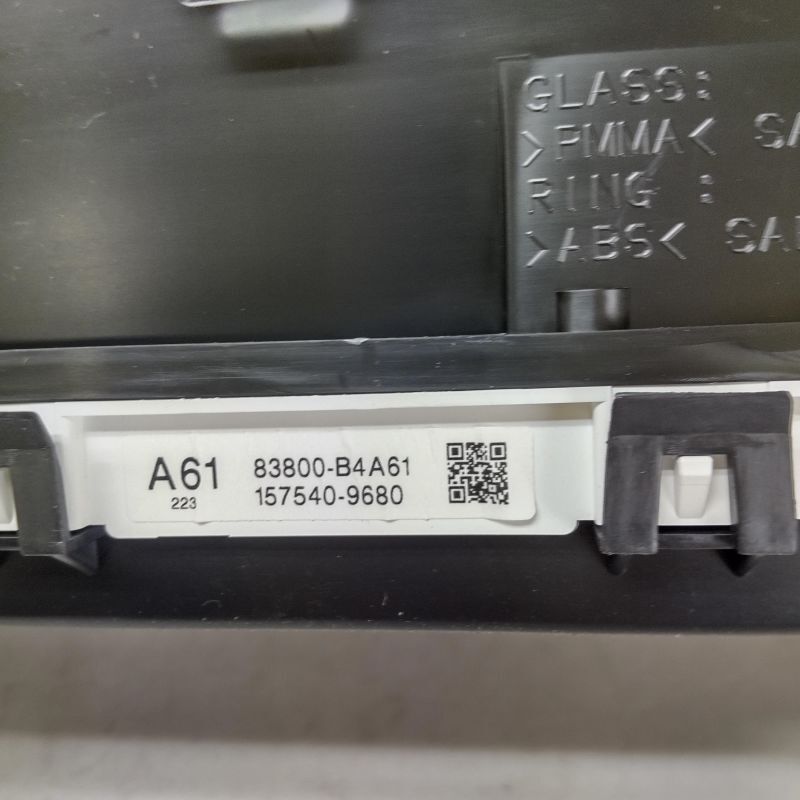 GLASS:
>PMMA<
RING :
>ABS<
A61
223
83800-B4A61
157540-9680